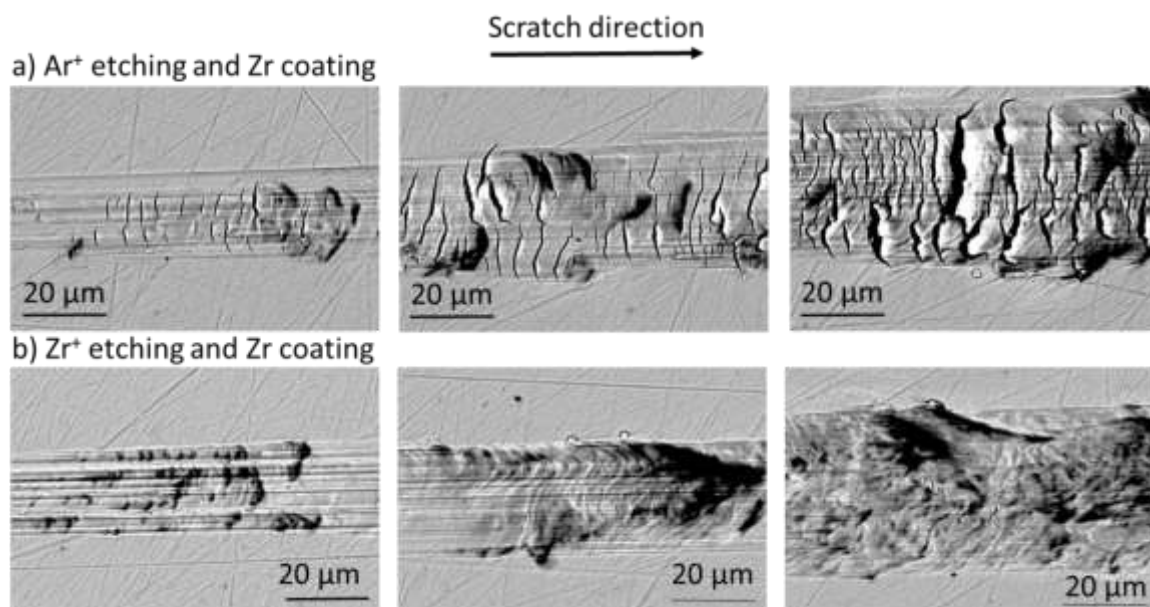 Scratch direction
a) Ar⁺ etching and Zr coating
20 µm
20 µm
20 µm
b) Zr⁺ etching and Zr coating
20 µm
20 µm
20 µm